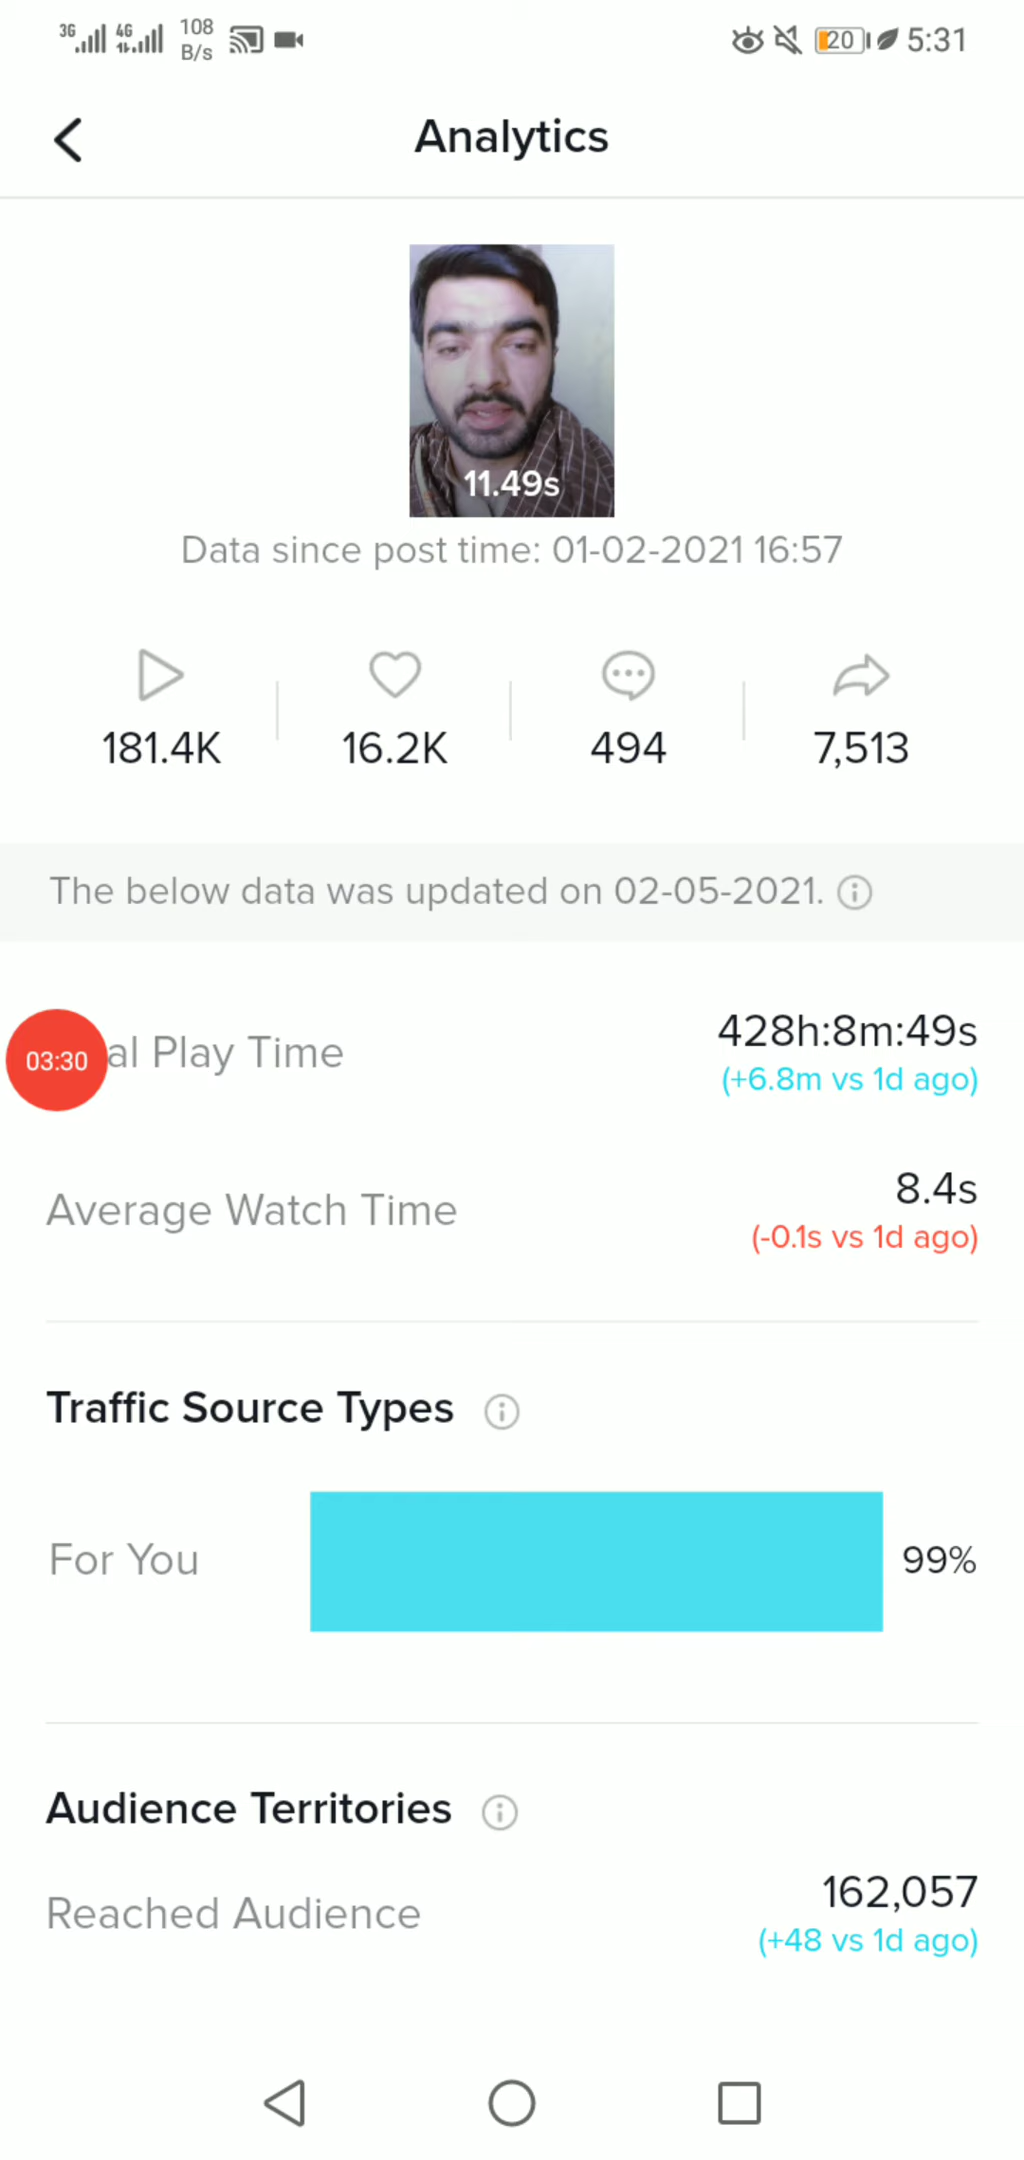 3G 4G 108 B/s 20 5:31
Analytics
11.49s
Data since post time: 01-02-2021 16:57
181.4K 16.2K 494 7,513
The below data was updated on 02-05-2021.
03:30 al Play Time 428h:8m:49s
(+6.8m vs 1d ago)
Average Watch Time 8.4s
(-0.1s vs 1d ago)
Traffic Source Types
For You 99%
Audience Territories
Reached Audience 162,057
(+48 vs 1d ago)